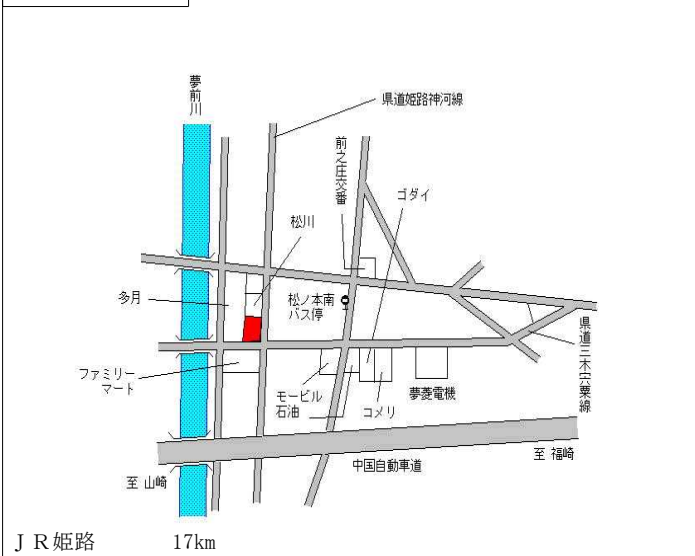 夢前川
県道姫路神河線
前之庄交番
ゴダイ
松川
多月
松ノ本南
バス停
県道三木宍粟線
ファミリー
マート
モービル
石油
コメリ
夢菱電機
中国自動車道
至 福崎
至 山崎
ＪＲ姫路 17km